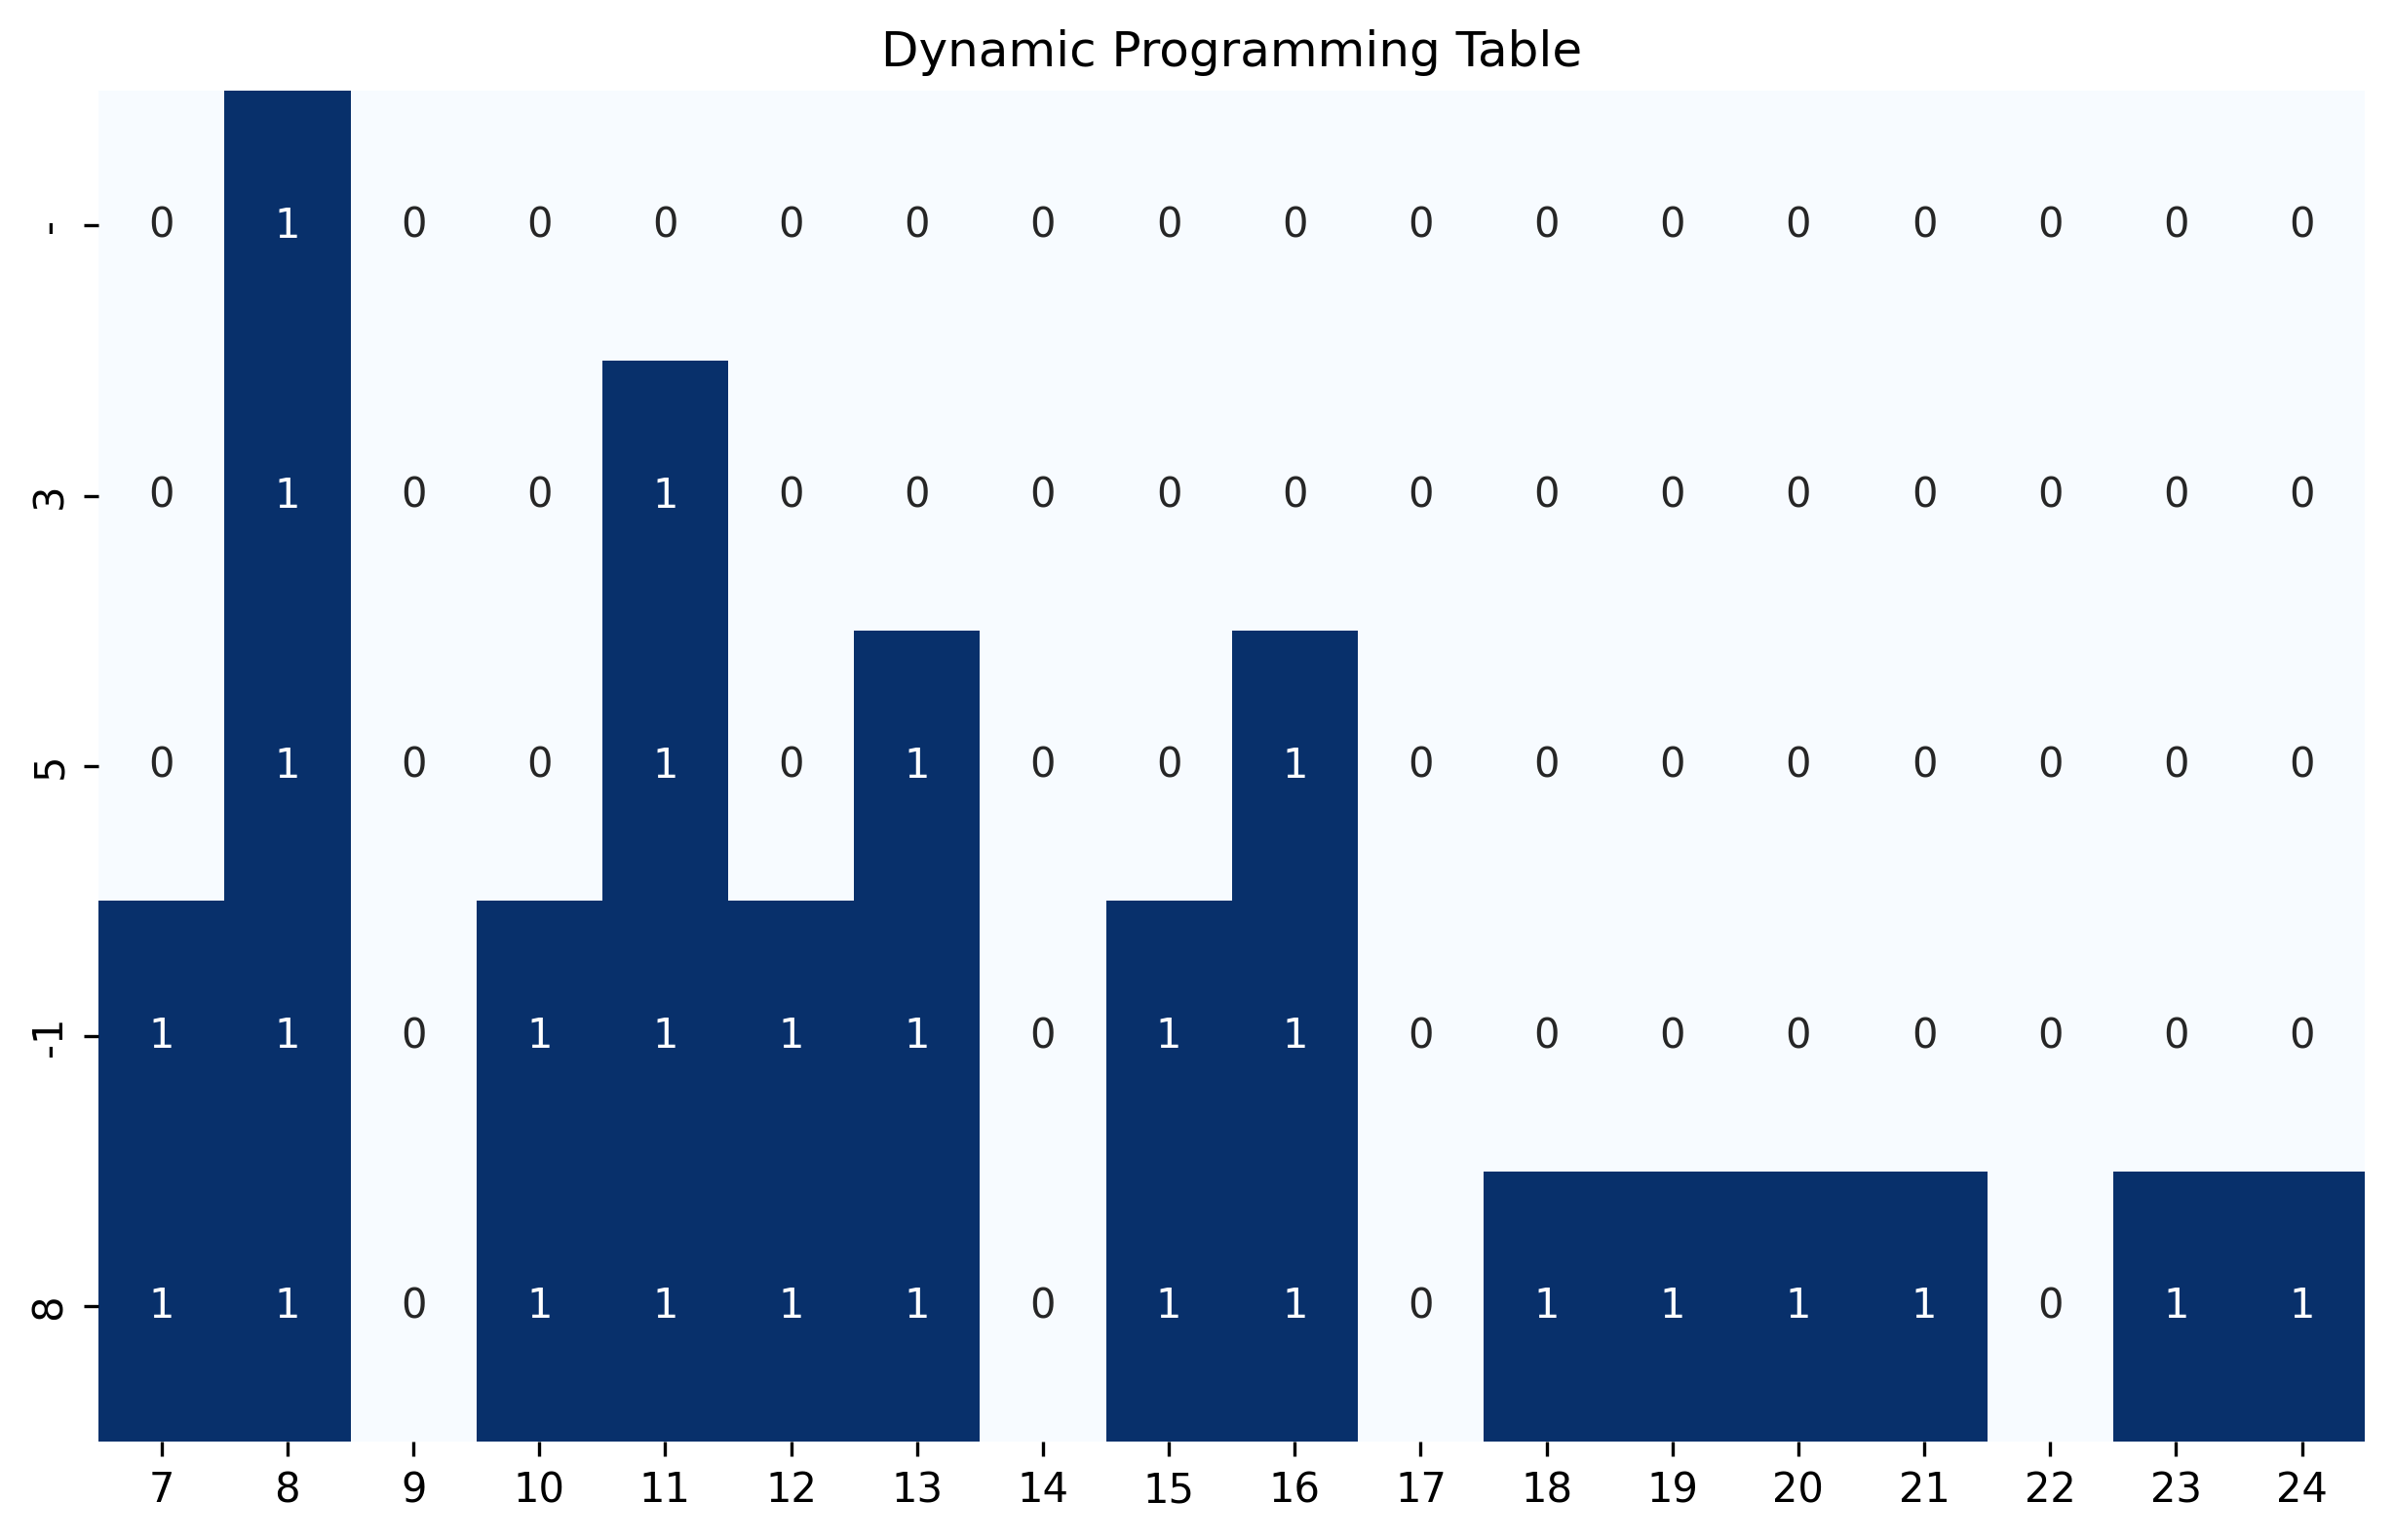 Dynamic Programming Table
- 0 1 0 0 0 0 0 0 0 0 0 0 0 0 0 0 0 0
3 0 1 0 0 1 0 0 0 0 0 0 0 0 0 0 0 0 0
5 0 1 0 0 1 0 1 0 0 1 0 0 0 0 0 0 0 0
-1 1 1 0 1 1 1 1 0 1 1 0 0 0 0 0 0 0 0
8 1 1 0 1 1 1 1 0 1 1 0 1 1 1 1 0 1 1
7 8 9 10 11 12 13 14 15 16 17 18 19 20 21 22 23 24